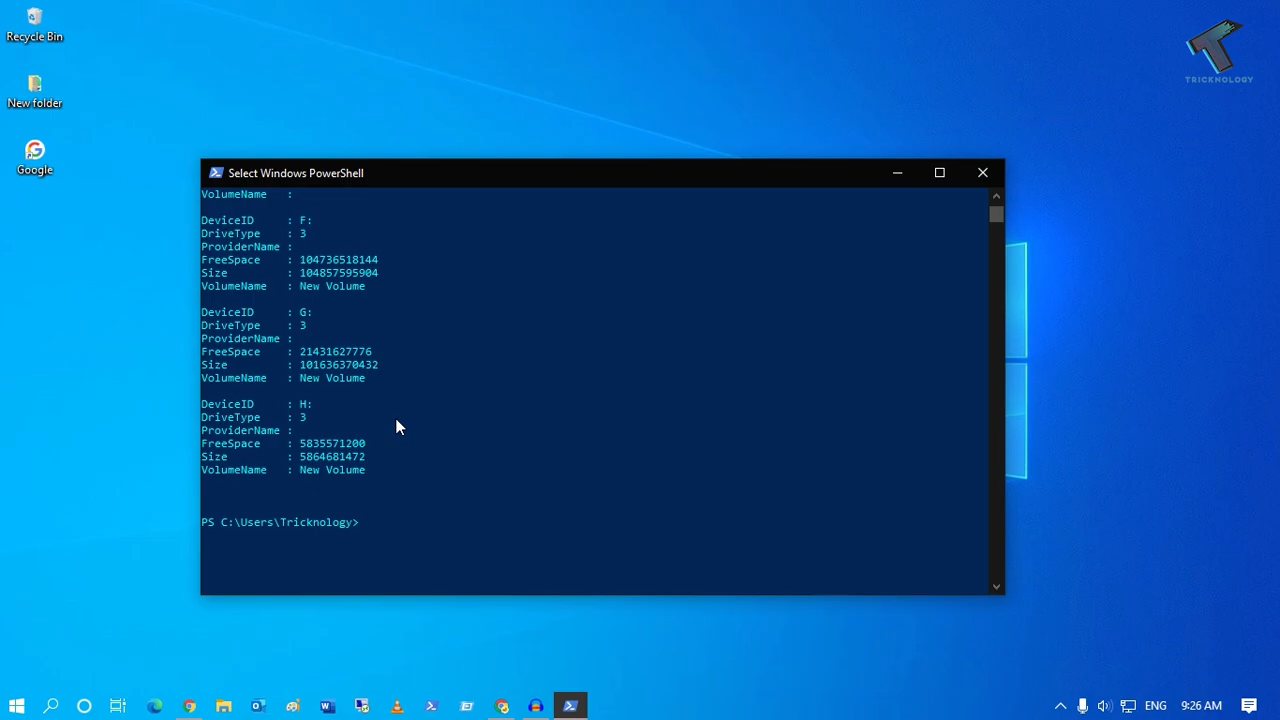 Recycle Bin
New folder
Google
TRICKNOLOGY
Select Windows PowerShell
VolumeName   :
DeviceID     : F:
DriveType    : 3
ProviderName :
FreeSpace    : 104736518144
Size         : 104857595904
VolumeName   : New Volume
DeviceID     : G:
DriveType    : 3
ProviderName :
FreeSpace    : 21431627776
Size         : 101636370432
VolumeName   : New Volume
DeviceID     : H:
DriveType    : 3
ProviderName :
FreeSpace    : 5835571200
Size         : 5864681472
VolumeName   : New Volume
PS C:\Users\Tricknology>
ENG 9:26 AM